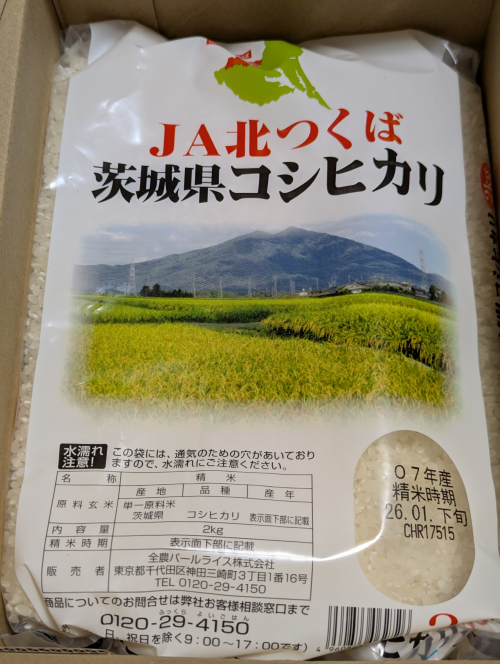 JA北つくば
茨城県コシヒカリ
水濡れ
注意!
この袋には、通気のための穴があいており
ますので、水濡れにご注意ください。
名称 精米
産地 品種 産年
原料玄米 単一原料米
茨城県 コシヒカリ 表示面下部に記載
内容量 2kg
精米時期 表示面下部に記載
販売者 全農パールライス株式会社
東京都千代田区神田三崎町3丁目1番16号
TEL 0120-29-4150
商品についてのお問合せは弊社お客様相談窓口まで
ふっくら よいごはん
0120-29-4150
日、祝日を除く9:00~17:00です)
07年産
精米時期
26.01.下旬
CHR17515